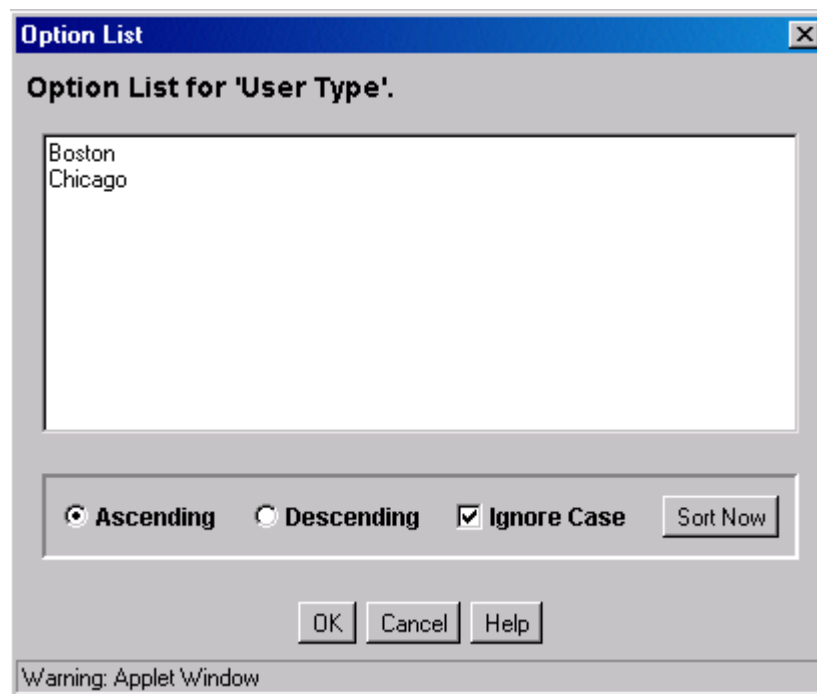 Option List
Option List for 'User Type'.
Boston
Chicago
Ascending Descending Ignore Case Sort Now
OK Cancel Help
Warning: Applet Window